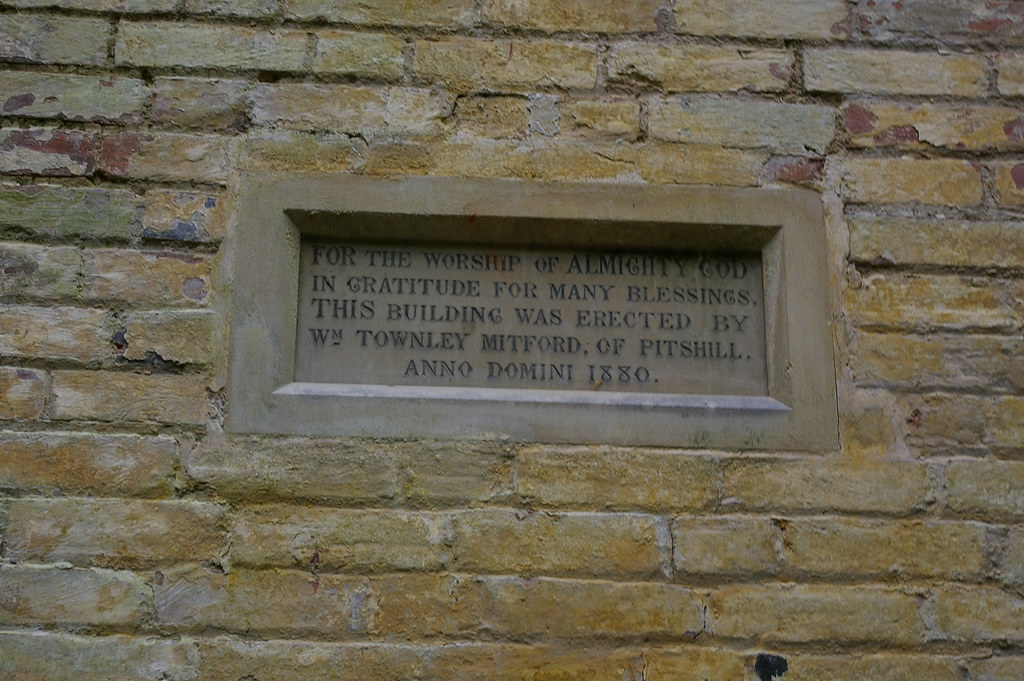 FOR THE WORSHIP OF ALMIGHTY GOD
IN GRATITUDE FOR MANY BLESSINGS.
THIS BUILDING WAS ERECTED BY
Wᴹ TOWNLEY MITFORD, OF PITSHILL,
ANNO DOMINI 1880.